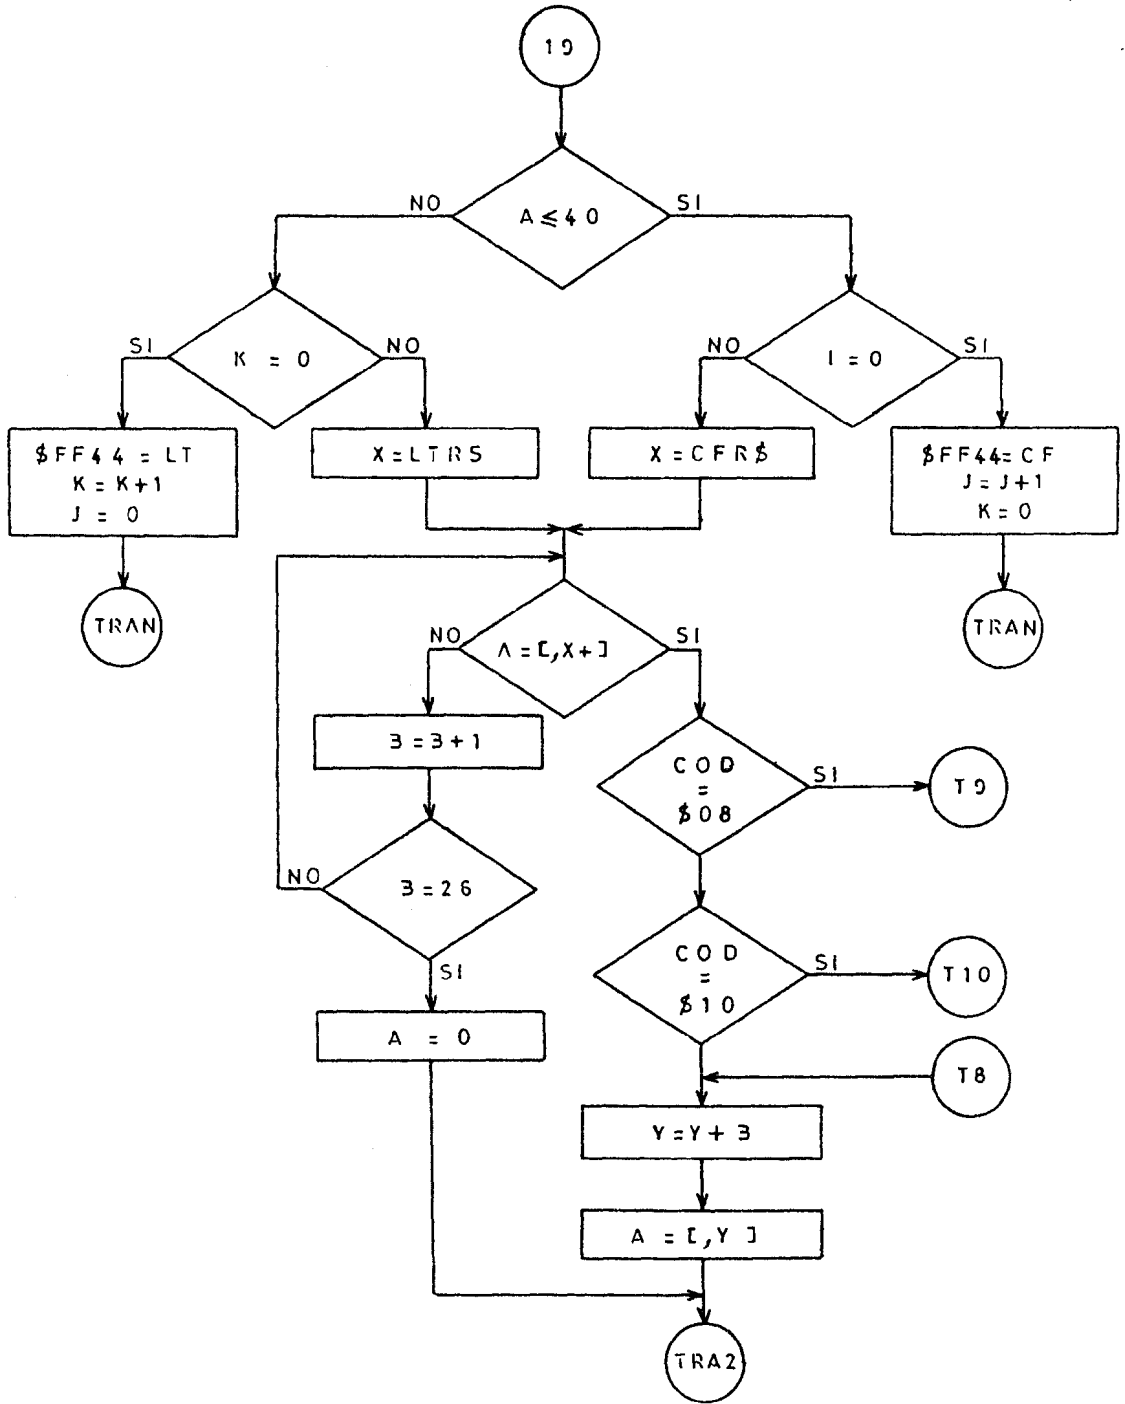 19
NO
A≤40
SI
SI
K = 0
NO
NO
I=0
SI
$FF44 = LT
K=K+1
J = 0
X=LTRS
X=CFR$
$FF44=CF
J=J+1
K=0
TRAN
TRAN
NO
A=[,X+]
SI
B=B+1
COD
=
$08
SI
T9
NO
B=26
SI
COD
=
$10
SI
T10
A = 0
T8
Y=Y+B
A =[,Y ]
TRA2